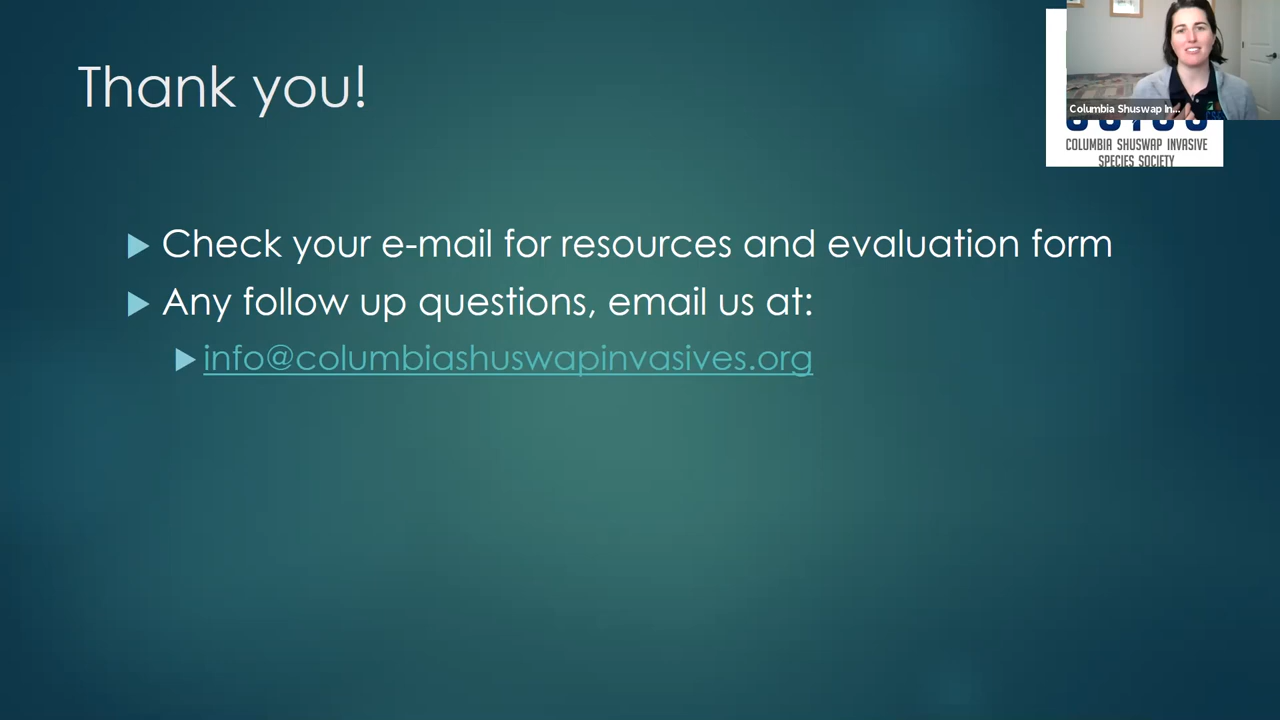 Thank you!
Columbia Shuswap In...
COLUMBIA SHUSWAP INVASIVE
SPECIES SOCIETY
Check your e-mail for resources and evaluation form
Any follow up questions, email us at:
info@columbiashuswapinvasives.org